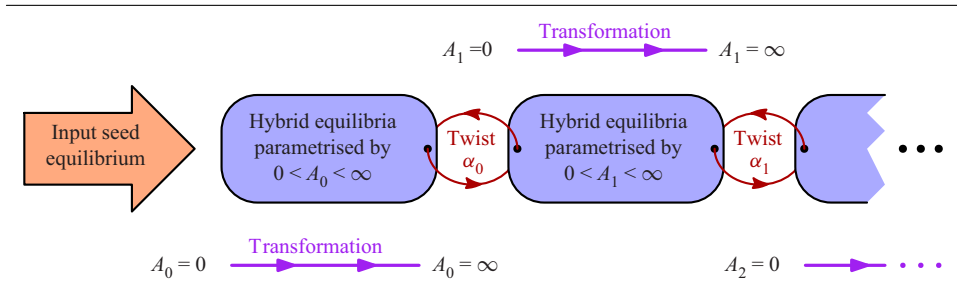 Transformation
A₁ = 0
A₁ = ∞
Input seed
equilibrium
Hybrid equilibria
parametrised by
0 < A₀ < ∞
Twist
α₀
Hybrid equilibria
parametrised by
0 < A₁ < ∞
Twist
α₁
Transformation
A₀ = 0
A₀ = ∞
A₂ = 0